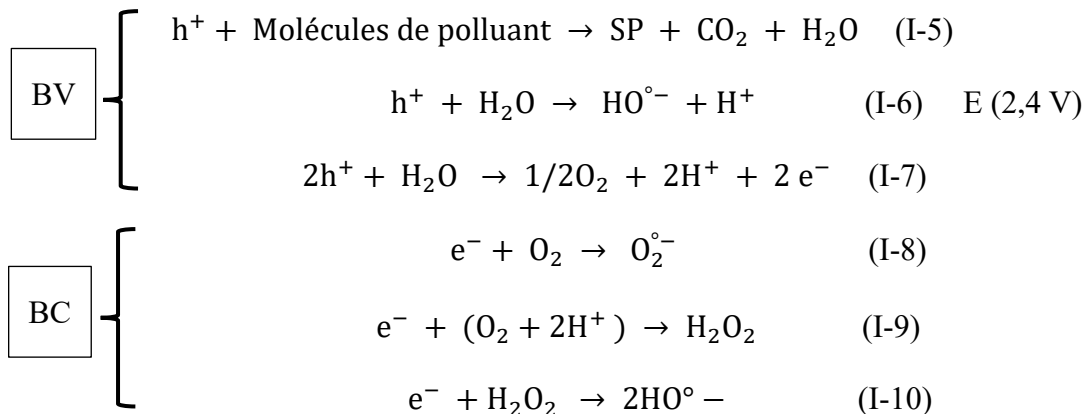 h⁺ + Molécules de polluant → SP + CO₂ + H₂O (I-5)
BV
h⁺ + H₂O → HO°⁻ + H⁺ (I-6) E (2,4 V)
2h⁺ + H₂O → 1/2O₂ + 2H⁺ + 2 e⁻ (I-7)
e⁻ + O₂ → O₂°⁻ (I-8)
BC
e⁻ + (O₂ + 2H⁺) → H₂O₂ (I-9)
e⁻ + H₂O₂ → 2HO° − (I-10)